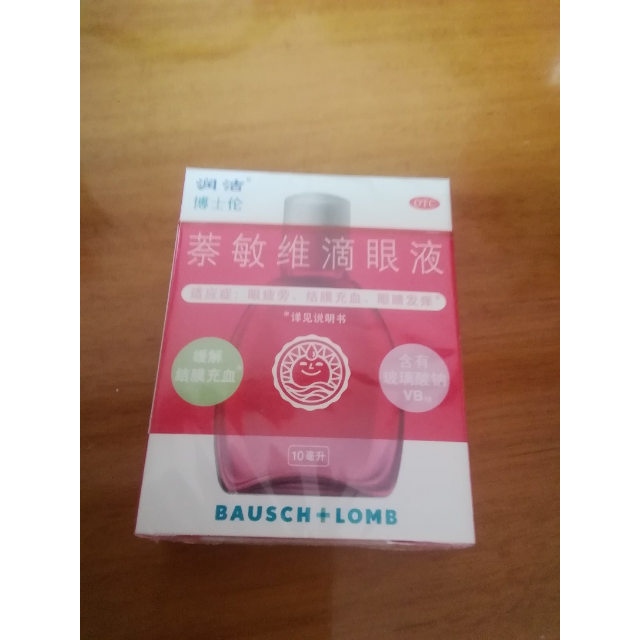 润洁®
博士伦
OTC
萘敏维滴眼液
适应症：眼疲劳、结膜充血、眼睛发痒*
*详见说明书
缓解
结膜充血*
含有
玻璃酸钠
10毫升
BAUSCH+LOMB